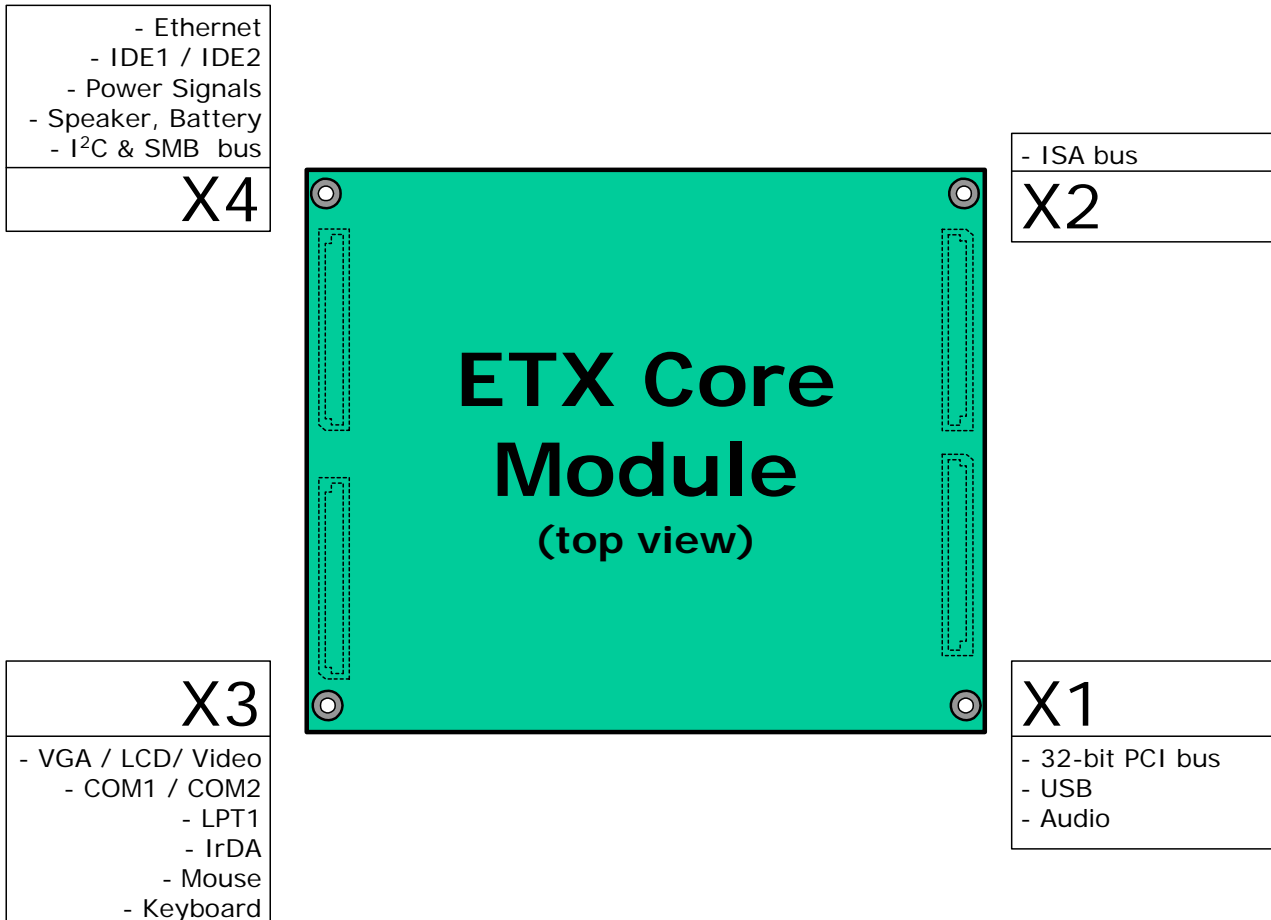 - Ethernet
- IDE1 / IDE2
- Power Signals
- Speaker, Battery
- I²C & SMB bus
X4
- ISA bus
X2
ETX Core
Module
(top view)
X3
- VGA / LCD/ Video
- COM1 / COM2
- LPT1
- IrDA
- Mouse
- Keyboard
X1
- 32-bit PCI bus
- USB
- Audio